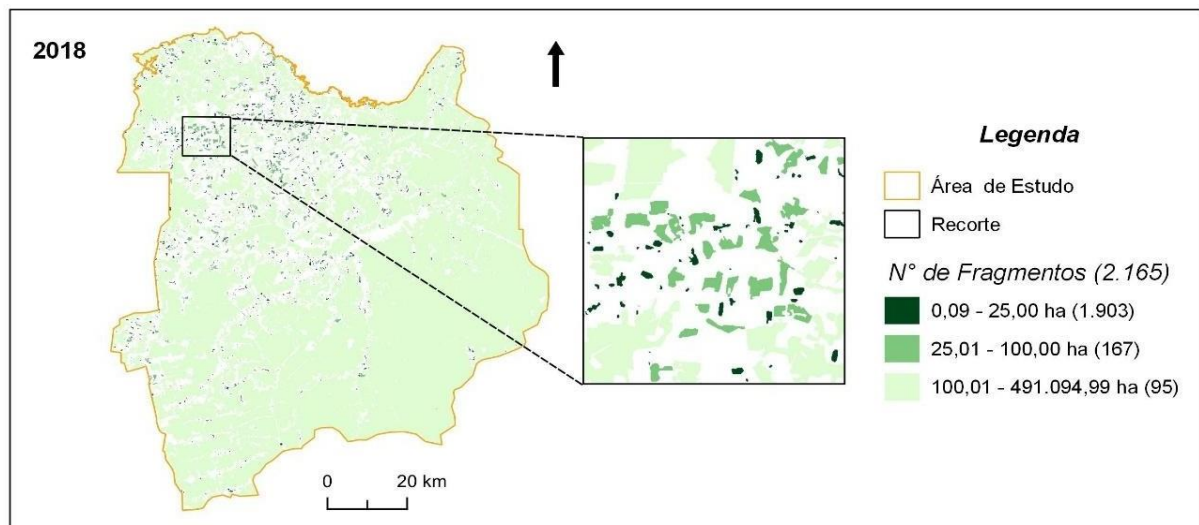 2018
Legenda
Área de Estudo
Recorte
N° de Fragmentos (2.165)
0,09 - 25,00 ha (1.903)
25,01 - 100,00 ha (167)
100,01 - 491.094,99 ha (95)
0 20 km